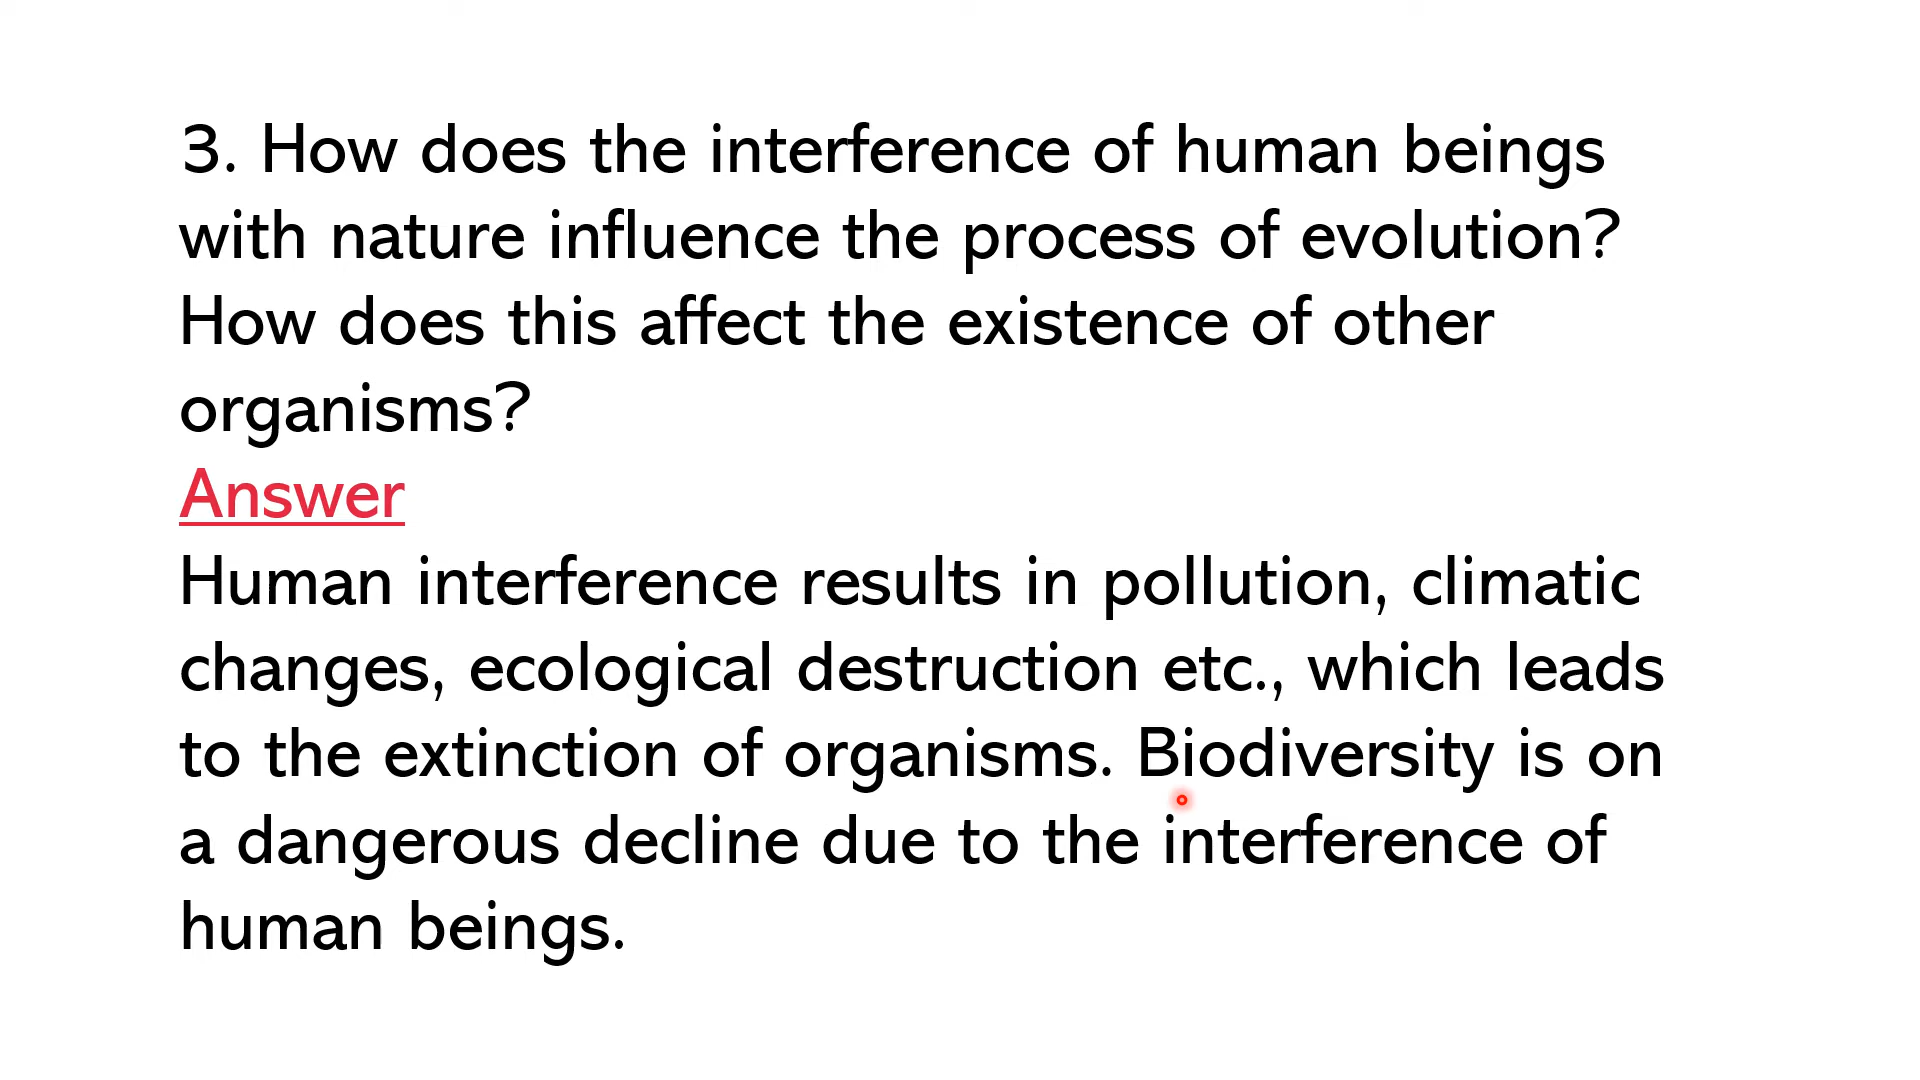 3. How does the interference of human beings
with nature influence the process of evolution?
How does this affect the existence of other
organisms?
Answer
Human interference results in pollution, climatic
changes, ecological destruction etc., which leads
to the extinction of organisms. Biodiversity is on
a dangerous decline due to the interference of
human beings.